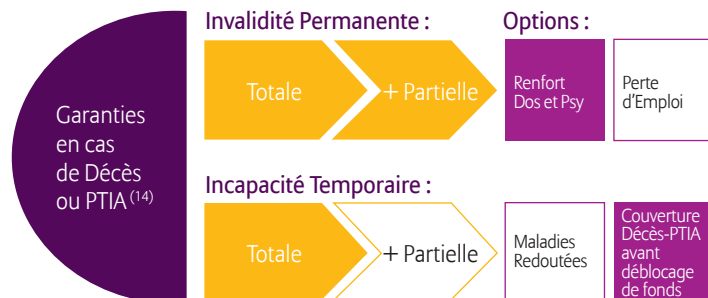 Garanties
en cas
de Décès
ou PTIA (14)
Invalidité Permanente :
Totale
+ Partielle
Options :
Renfort
Dos et Psy
Perte
d’Emploi
Incapacité Temporaire :
Totale
+ Partielle
Maladies
Redoutées
Couverture
Décès-PTIA
avant
déblocage
de fonds